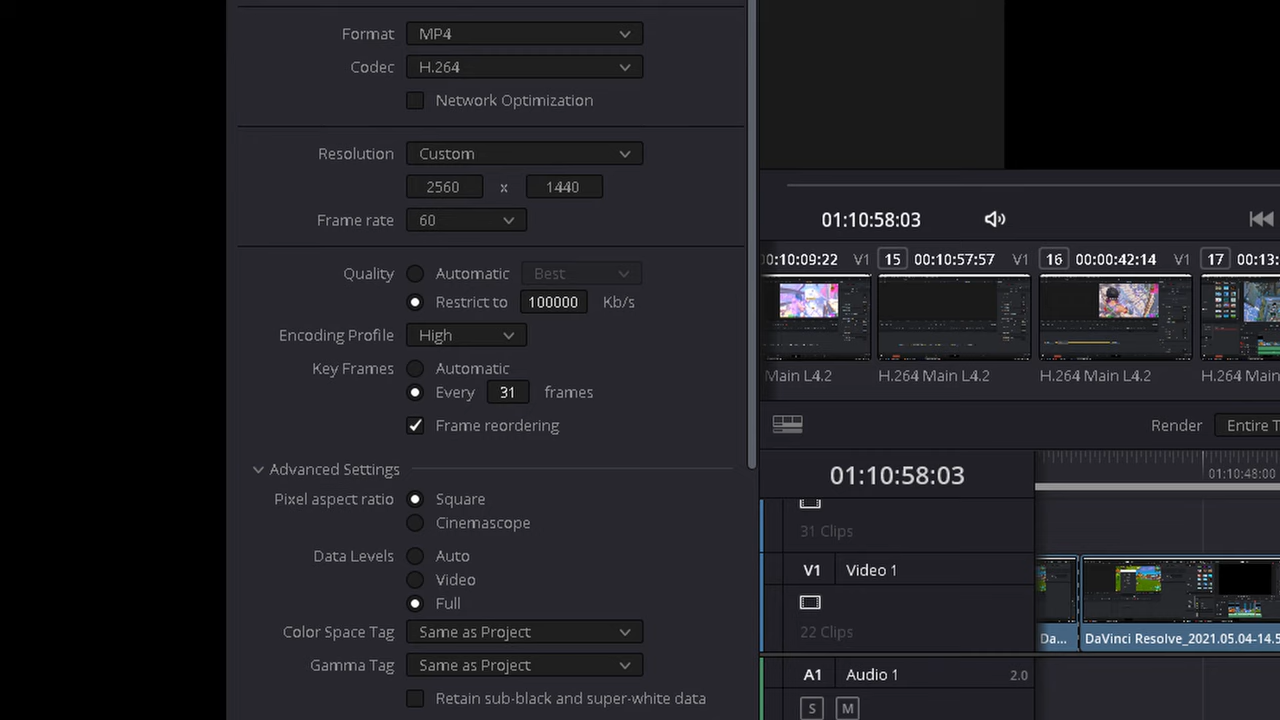 Format MP4
Codec H.264
Network Optimization
Resolution Custom
2560 x 1440
Frame rate 60
Quality Automatic Best
Restrict to 100000 Kb/s
Encoding Profile High
Key Frames Automatic
Every 31 frames
Frame reordering
Advanced Settings
Pixel aspect ratio Square
Cinemascope
Data Levels Auto
Video
Full
Color Space Tag Same as Project
Gamma Tag Same as Project
Retain sub-black and super-white data
01:10:58:03
0:10:09:22 V1 15 00:10:57:57 V1 16 00:00:42:14 V1 17 00:13:
Main L4.2 H.264 Main L4.2 H.264 Main L4.2 H.264 Main
Render Entire T
01:10:58:03
01:10:48:00
31 Clips
V1 Video 1
22 Clips
Da... DaVinci Resolve_2021.05.04-14.5
A1 Audio 1 2.0
S M